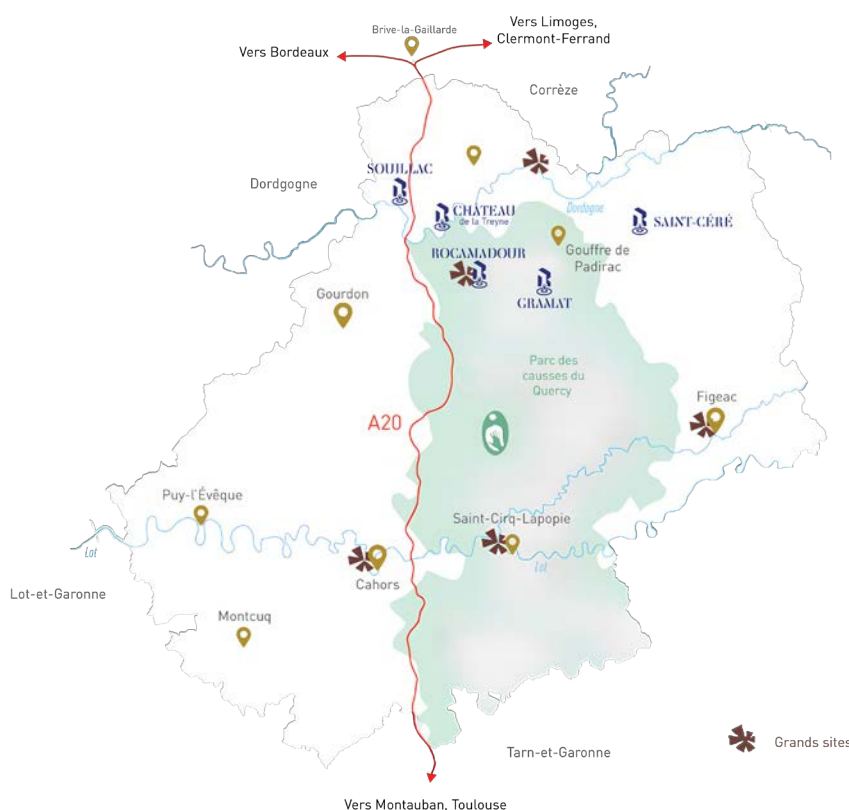 Brive-la-Gaillarde
Vers Limoges,
Clermont-Ferrand
Vers Bordeaux
Corrèze
SOUILLAC
Dordgogne
CHÂTEAU
de la Treyne
Dordogne
SAINT-CÉRÉ
ROCAMADOUR
Gouffre de
Padirac
GRAMAT
Gourdon
Parc des
causses du
Quercy
Figeac
A20
Puy-l'Évêque
Saint-Cirq-Lapopie
Lot
Lot
Cahors
Lot-et-Garonne
Montcuq
Tarn-et-Garonne
Grands sites
Vers Montauban, Toulouse